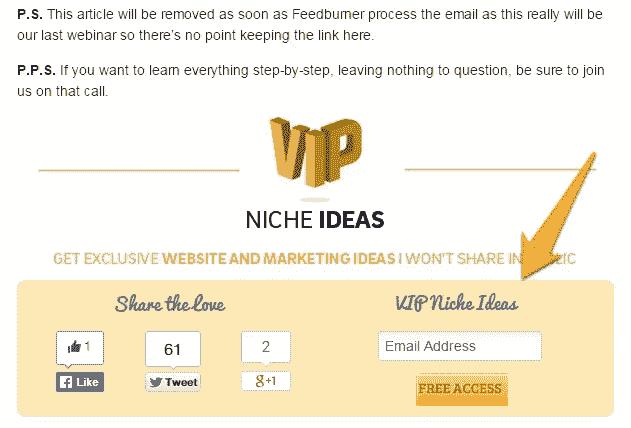 P.S. This article will be removed as soon as Feedburner process the email as this really will be
our last webinar so there's no point keeping the link here.
P.P.S. If you want to learn everything step-by-step, leaving nothing to question, be sure to join
us on that call.
VIP
NICHE IDEAS
GET EXCLUSIVE WEBSITE AND MARKETING IDEAS I WON'T SHARE IN
Share the Love
VIP Niche Ideas
1
61
2
Email Address
Like
Tweet
g+1
FREE ACCESS